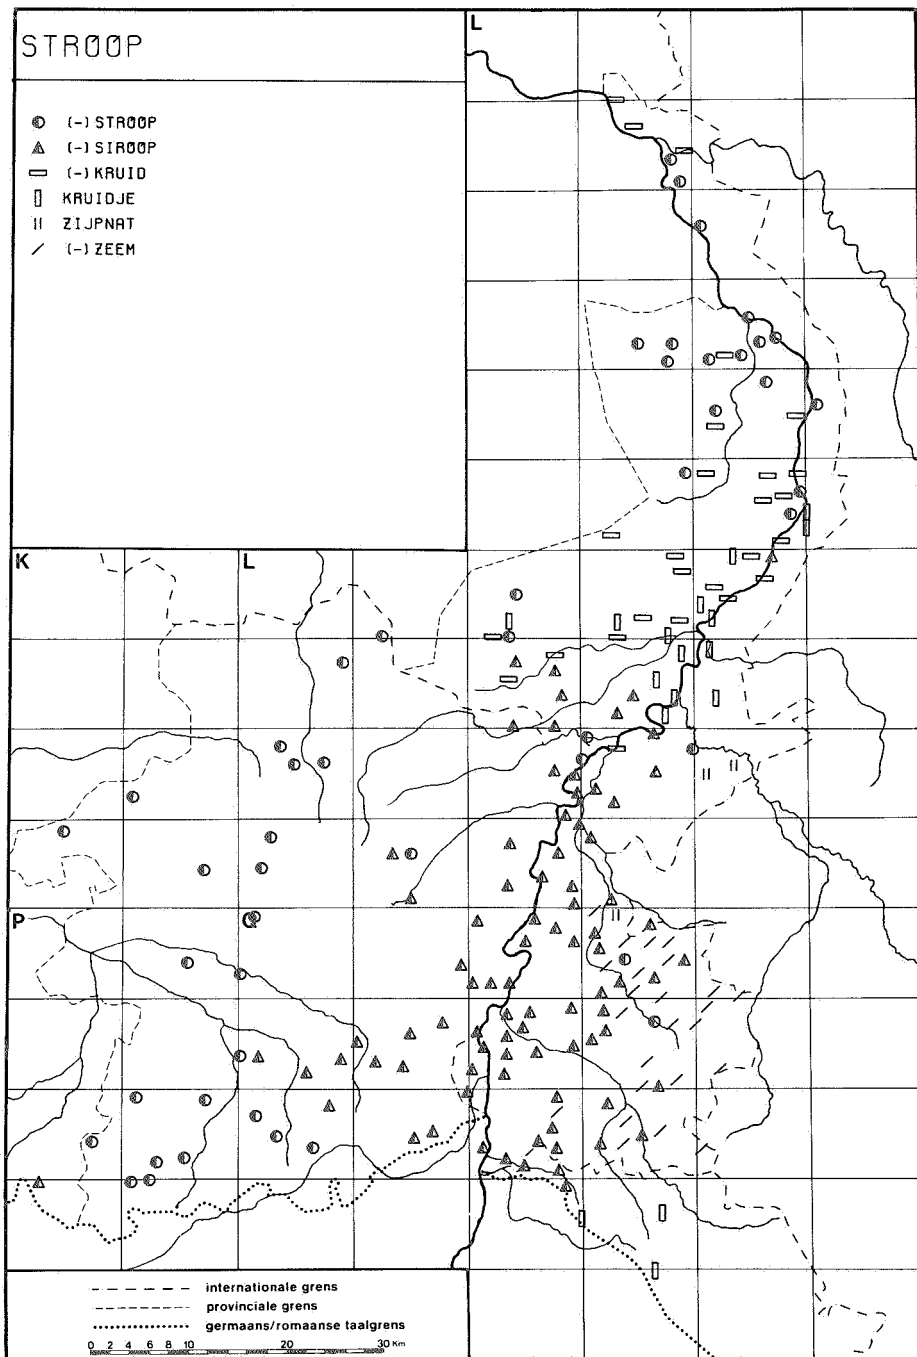 STROOP
L
(-) STROOP
(-) SIROOP
(-) KRUID
KRUIDJE
ZIJPNAT
(-) ZEEM
K
L
P
Q
internationale grens
provinciale grens
germaans/romaanse taalgrens
0 2 4 6 8 10 20 30 Km